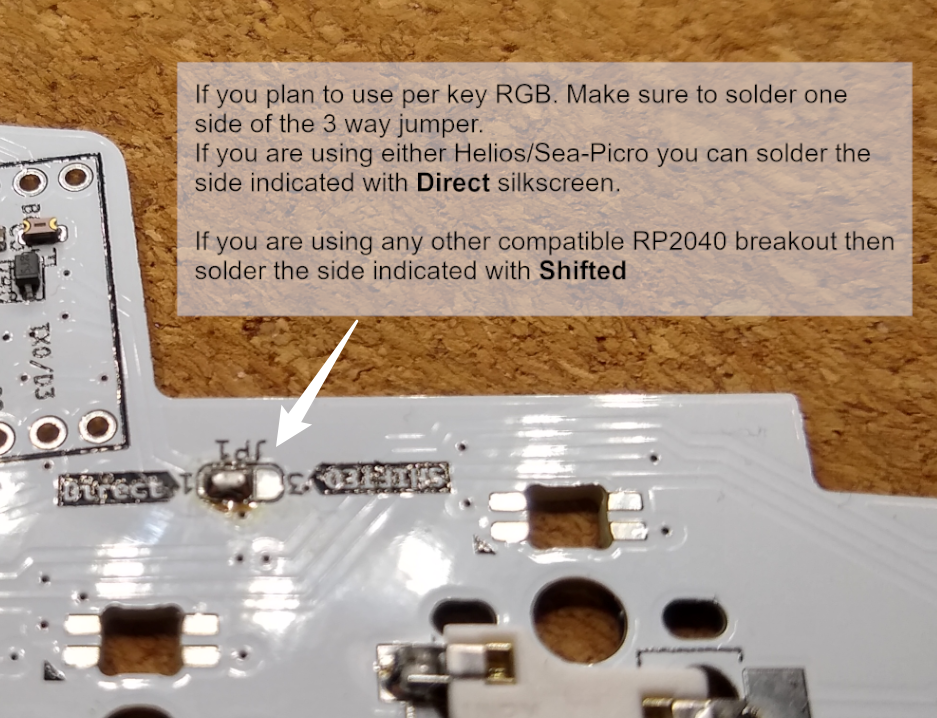 If you plan to use per key RGB. Make sure to solder one
side of the 3 way jumper.
If you are using either Helios/Sea-Picro you can solder the
side indicated with Direct silkscreen.
If you are using any other compatible RP2040 breakout then
solder the side indicated with Shifted
TX0/D3
JP1
Direct 1 3 SHIFTED